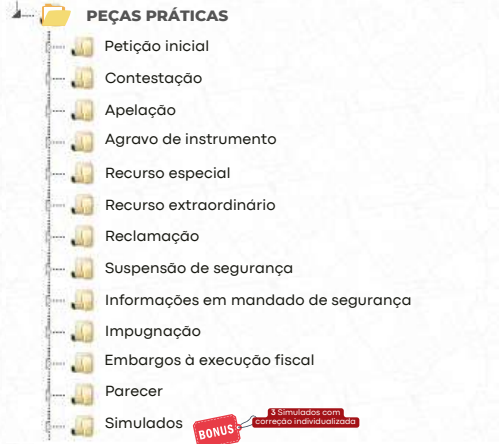 PEÇAS PRÁTICAS
Petição inicial
Contestação
Apelação
Agravo de instrumento
Recurso especial
Recurso extraordinário
Reclamação
Suspensão de segurança
Informações em mandado de segurança
Impugnação
Embargos à execução fiscal
Parecer
Simulados
BONUS
3 Simulados com
correção individualizada